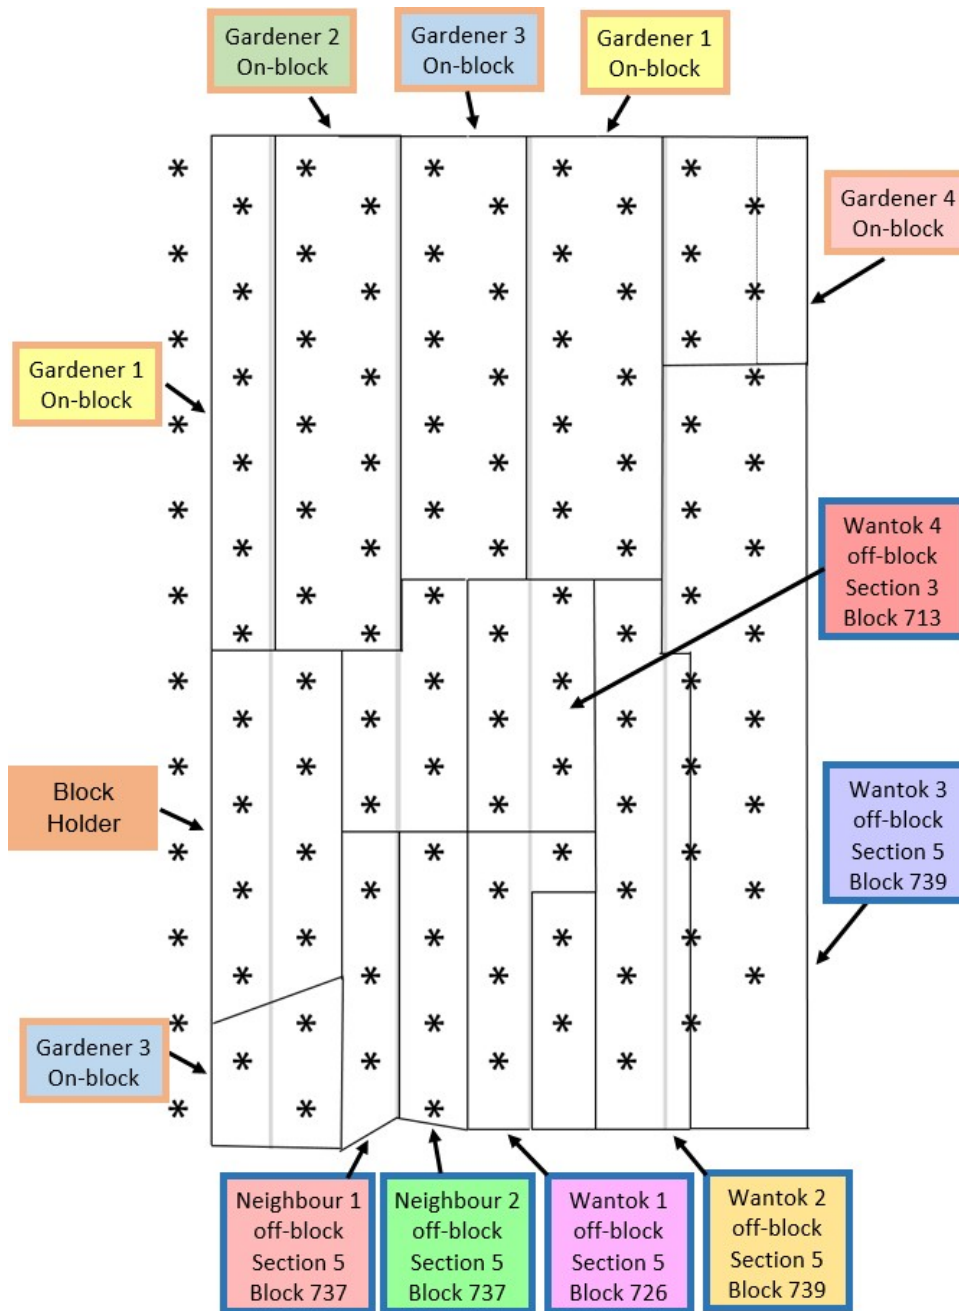 Gardener 2
On-block
Gardener 3
On-block
Gardener 1
On-block
Gardener 4
On-block
Gardener 1
On-block
Wantok 4
off-block
Section 3
Block 713
Block
Holder
Wantok 3
off-block
Section 5
Block 739
Gardener 3
On-block
Neighbour 1
off-block
Section 5
Block 737
Neighbour 2
off-block
Section 5
Block 737
Wantok 1
off-block
Section 5
Block 726
Wantok 2
off-block
Section 5
Block 739